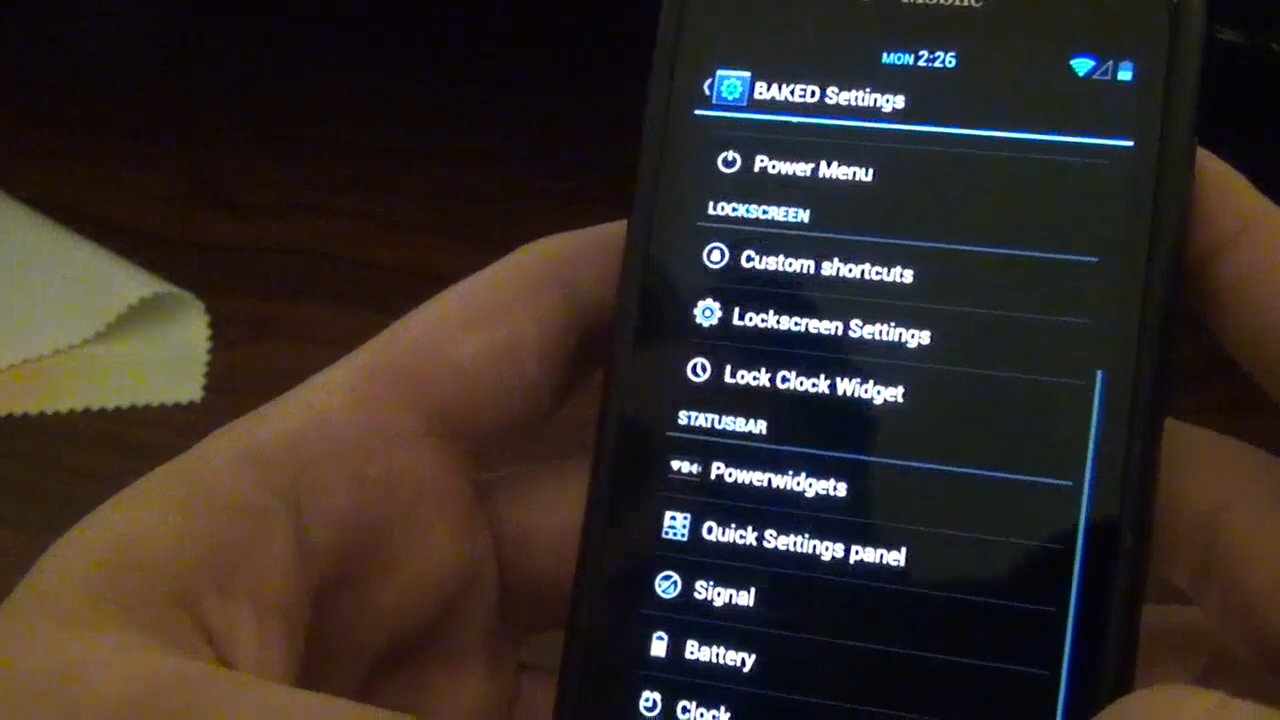 Mobile
MON 2:26
BAKED Settings
Power Menu
LOCKSCREEN
Custom shortcuts
Lockscreen Settings
Lock Clock Widget
STATUSBAR
Powerwidgets
Quick Settings panel
Signal
Battery
Clock